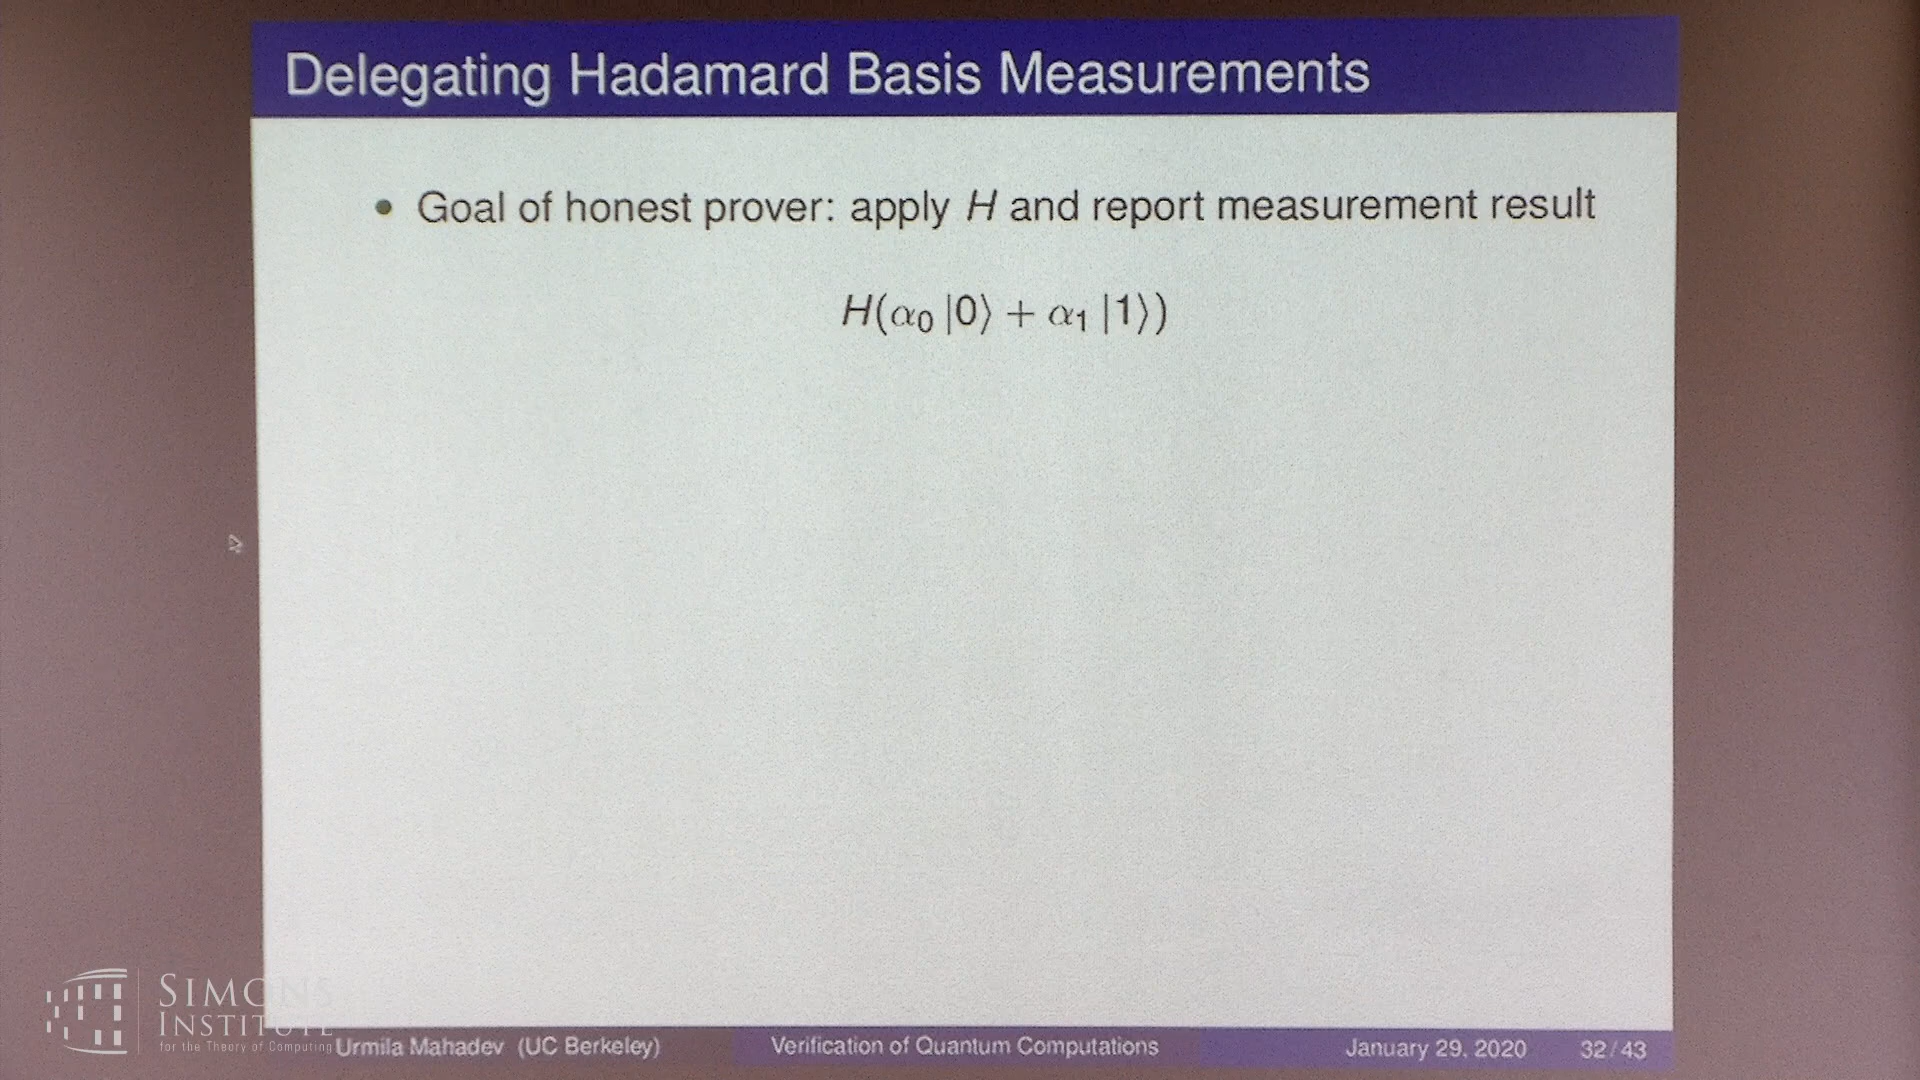 Delegating Hadamard Basis Measurements
• Goal of honest prover: apply H and report measurement result
H(α₀ |0⟩ + α₁ |1⟩)
SIMONS
INSTITUTE
for the Theory of Computing
Urmila Mahadev (UC Berkeley) Verification of Quantum Computations January 29, 2020 32 / 43